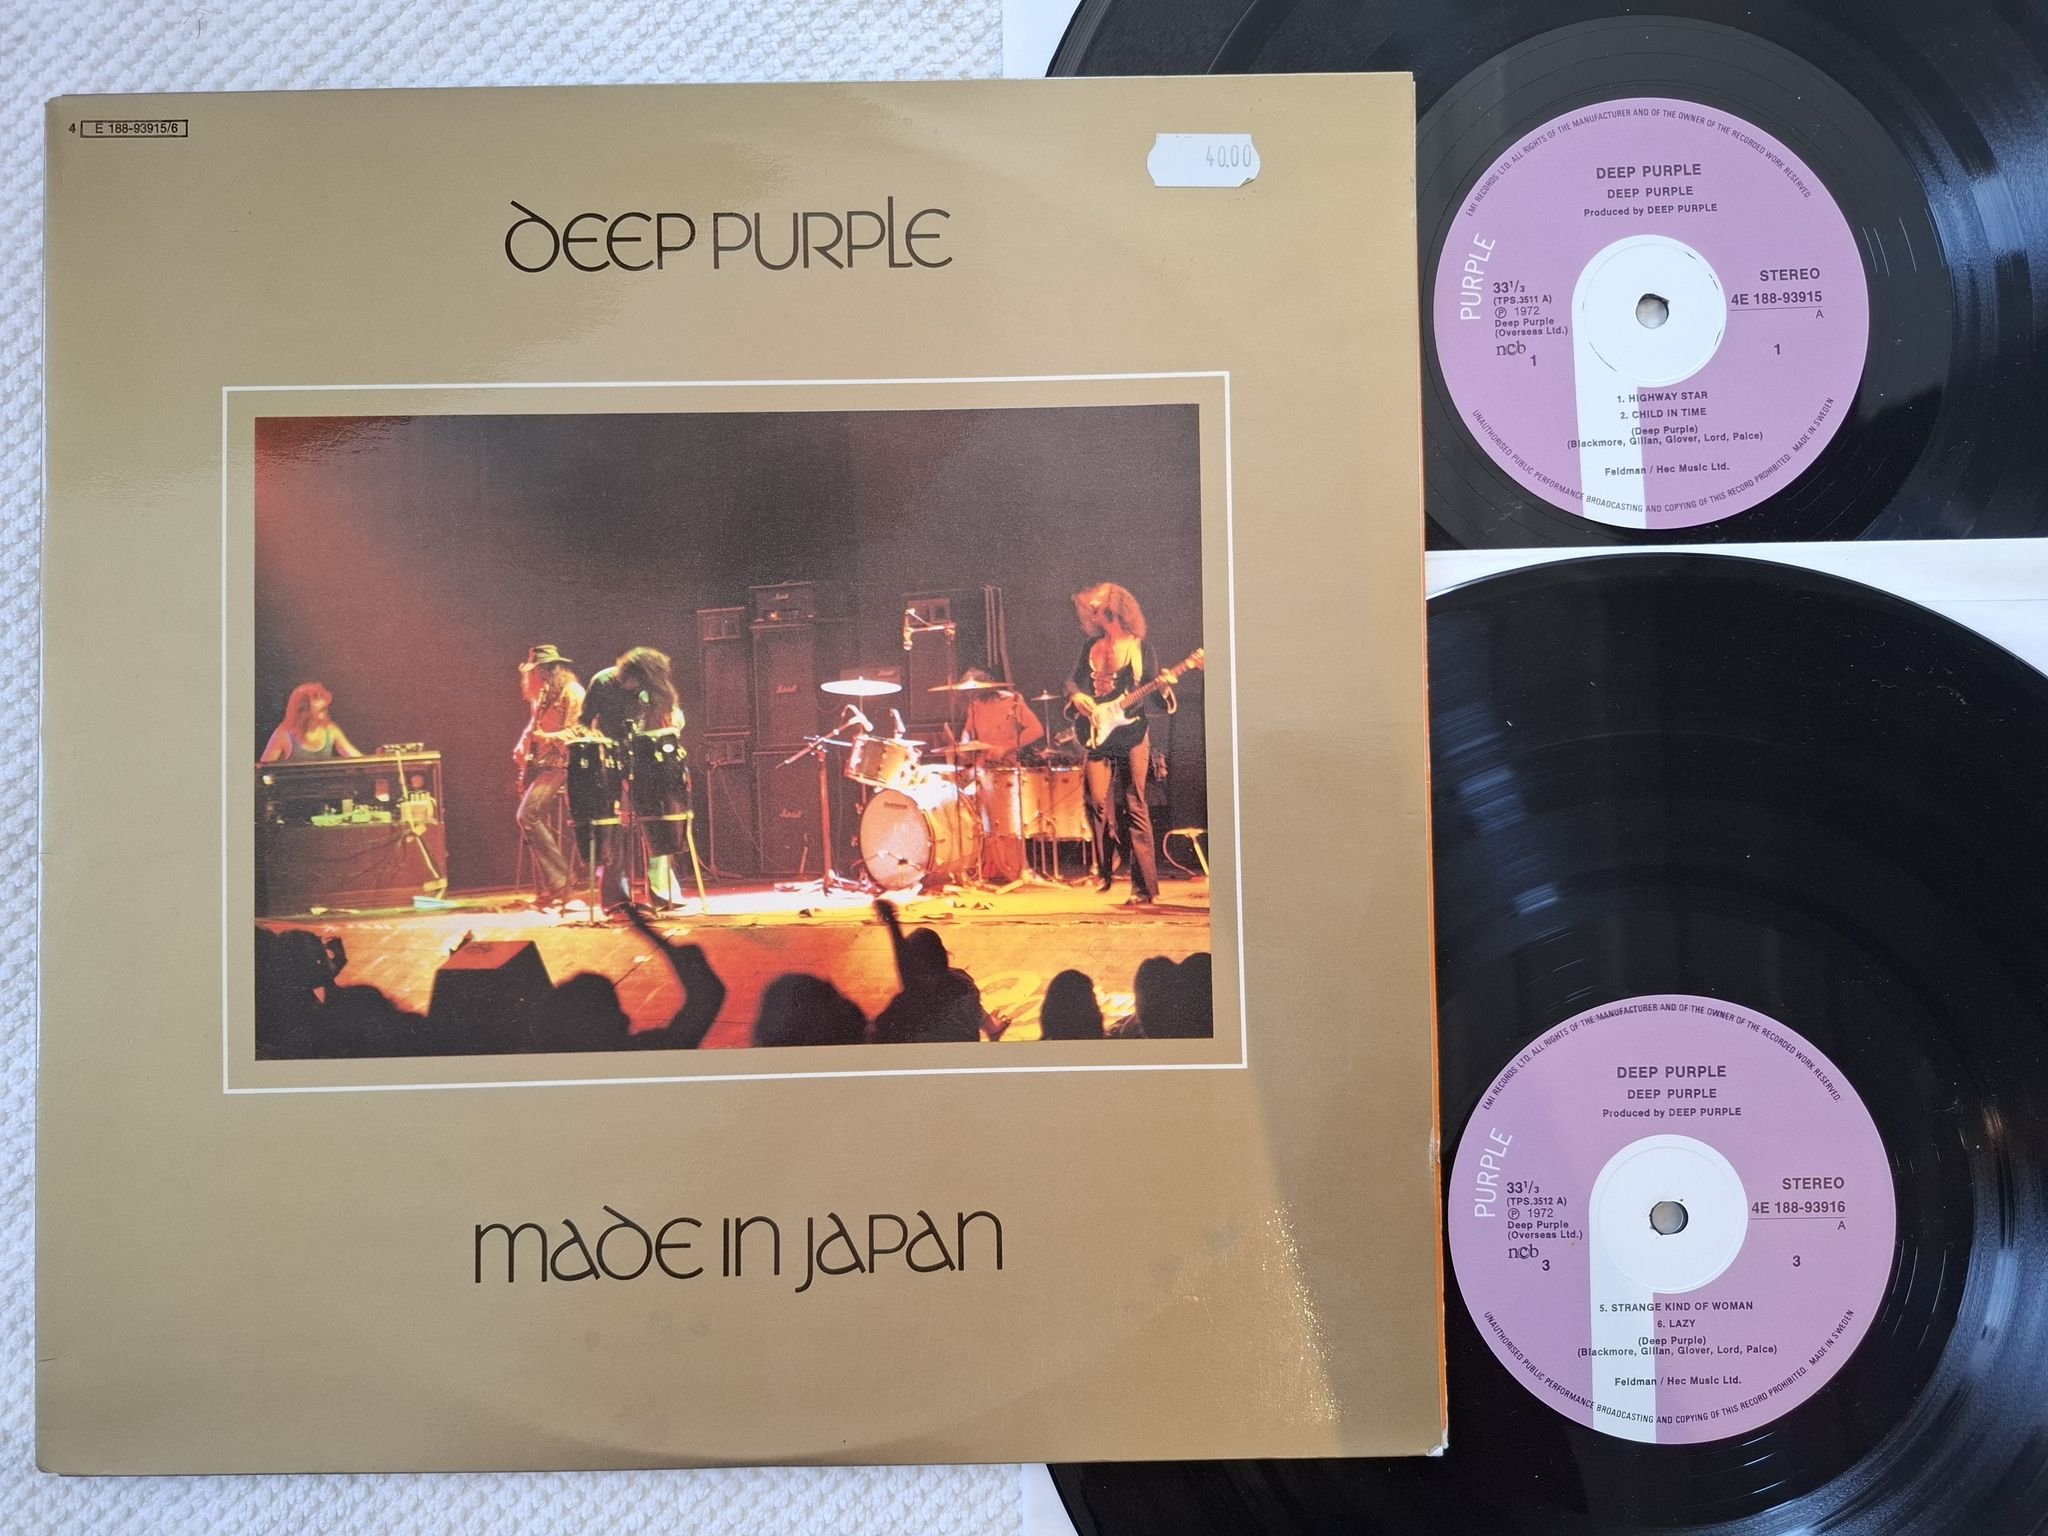 4 E 188-93915/6
40.00
DEEP PURPLE
MADE IN JAPAN
EMI RECORDS LTD. ALL RIGHTS OF THE MANUFACTURER AND OF THE OWNER OF THE RECORDED WORK RESERVED.
DEEP PURPLE
DEEP PURPLE
Produced by DEEP PURPLE
PURPLE
33 1/3
(TPS.3511 A)
Ⓟ 1972
Deep Purple
(Overseas Ltd.)
ncb
1
STEREO
4E 188-93915
A
1
1. HIGHWAY STAR
2. CHILD IN TIME
(Deep Purple)
(Blackmore, Gillan, Glover, Lord, Paice)
Feldman / Hec Music Ltd.
UNAUTHORISED PUBLIC PERFORMANCE BROADCASTING AND COPYING OF THIS RECORD PROHIBITED. MADE IN SWEDEN
EMI RECORDS LTD. ALL RIGHTS OF THE MANUFACTURER AND OF THE OWNER OF THE RECORDED WORK RESERVED.
DEEP PURPLE
DEEP PURPLE
Produced by DEEP PURPLE
PURPLE
33 1/3
(TPS.3512 A)
Ⓟ 1972
Deep Purple
(Overseas Ltd.)
ncb
3
STEREO
4E 188-93916
A
3
5. STRANGE KIND OF WOMAN
6. LAZY
(Deep Purple)
(Blackmore, Gillan, Glover, Lord, Paice)
Feldman / Hec Music Ltd.
UNAUTHORISED PUBLIC PERFORMANCE BROADCASTING AND COPYING OF THIS RECORD PROHIBITED. MADE IN SWEDEN